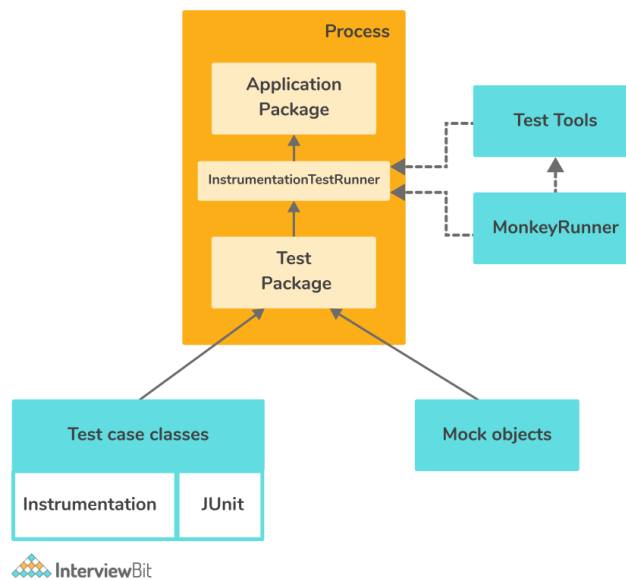 Process
Application
Package
Test Tools
InstrumentationTestRunner
MonkeyRunner
Test
Package
Test case classes
Mock objects
Instrumentation
JUnit
InterviewBit